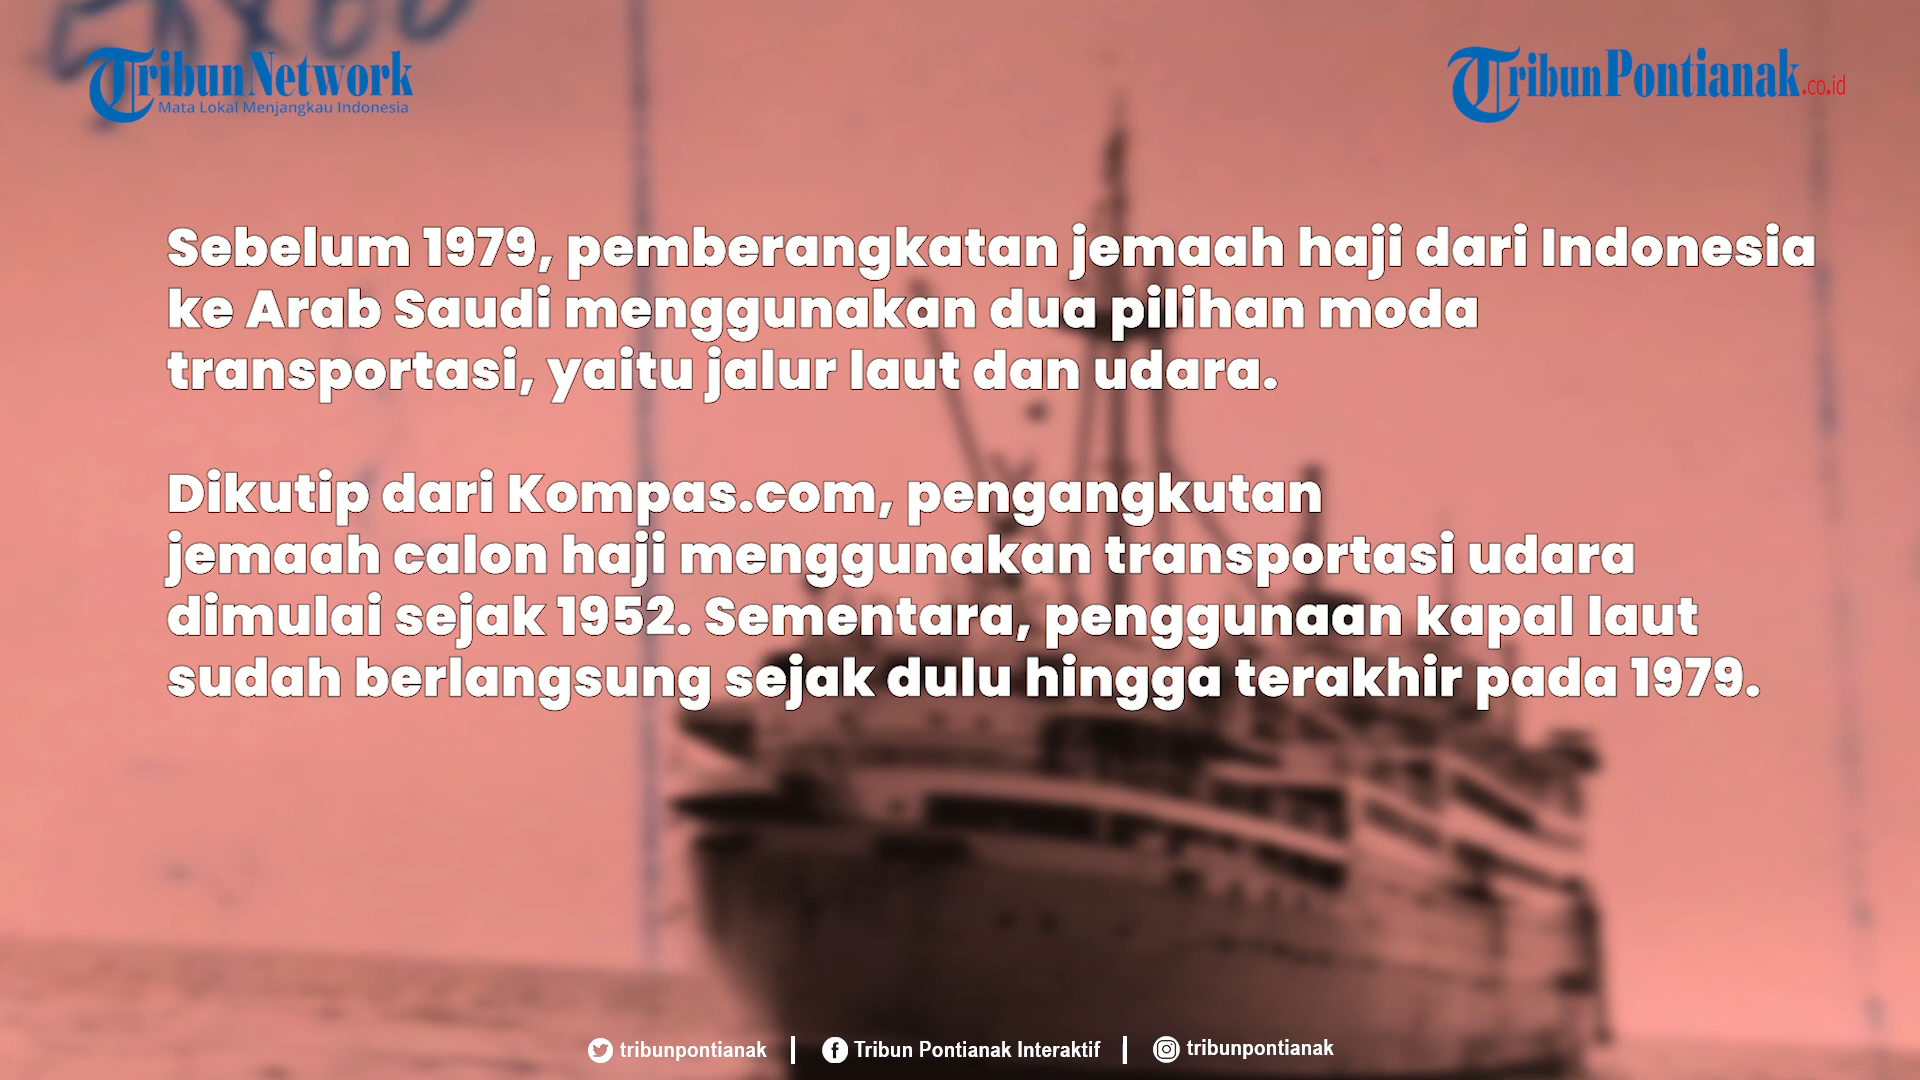 TribunNetwork
Mata Lokal Menjangkau Indonesia
TribunPontianak.co.id
Sebelum 1979, pemberangkatan jemaah haji dari Indonesia
ke Arab Saudi menggunakan dua pilihan moda
transportasi, yaitu jalur laut dan udara.
Dikutip dari Kompas.com, pengangkutan
jemaah calon haji menggunakan transportasi udara
dimulai sejak 1952. Sementara, penggunaan kapal laut
sudah berlangsung sejak dulu hingga terakhir pada 1979.
tribunpontianak | Tribun Pontianak Interaktif | tribunpontianak